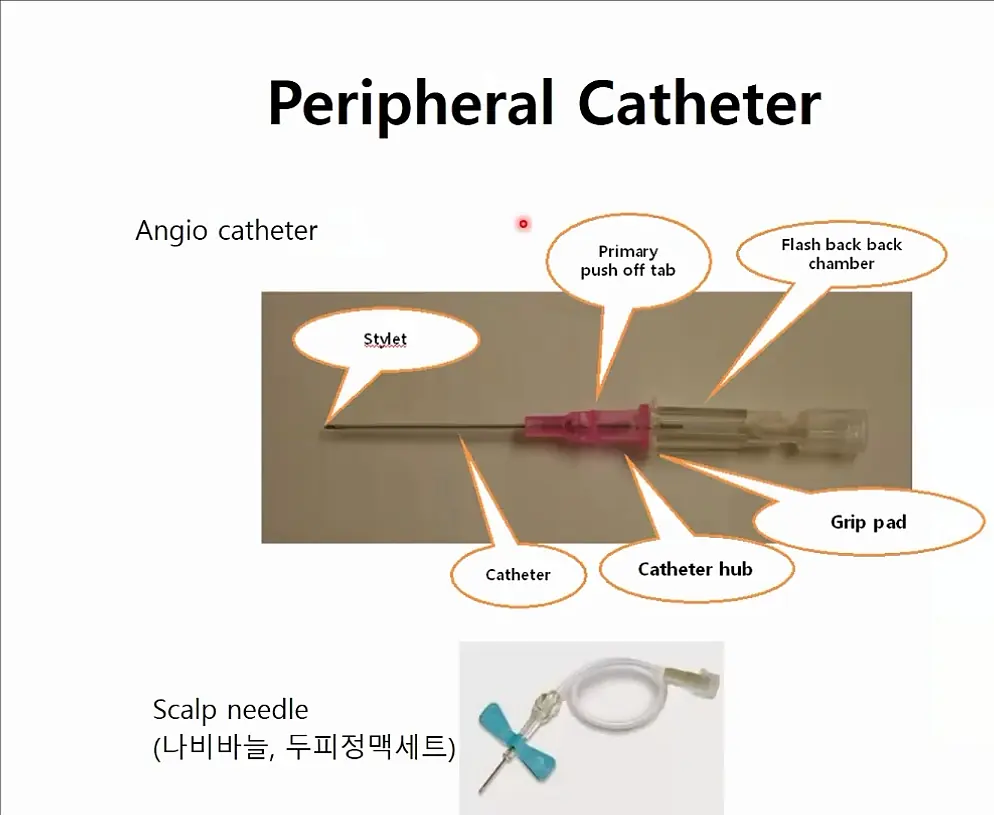 Peripheral Catheter
Angio catheter
Primary
push off tab
Flash back back
chamber
Stylet
Grip pad
Catheter
Catheter hub
Scalp needle
(나비바늘, 두피정맥세트)